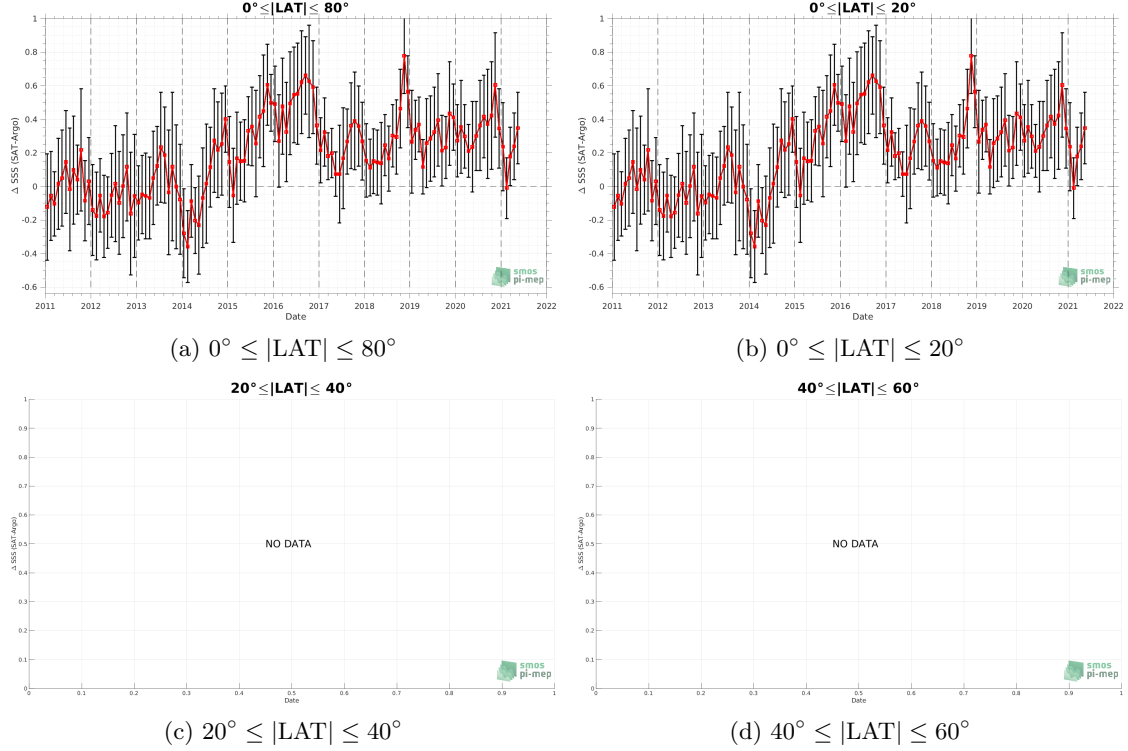 0°≤|LAT|≤ 80°
1
0.8
0.6
0.4
0.2
0
-0.2
-0.4
-0.6
Δ SSS (SAT-Argo)
2011 2012 2013 2014 2015 2016 2017 2018 2019 2020 2021 2022
Date
smos
pi-mep
(a) 0° ≤ |LAT| ≤ 80°
0°≤|LAT|≤ 20°
1
0.8
0.6
0.4
0.2
0
-0.2
-0.4
-0.6
Δ SSS (SAT-Argo)
2011 2012 2013 2014 2015 2016 2017 2018 2019 2020 2021 2022
Date
smos
pi-mep
(b) 0° ≤ |LAT| ≤ 20°
20°≤|LAT|≤ 40°
1
0.9
0.8
0.7
0.6
0.5
0.4
0.3
0.2
0.1
0
Δ SSS (SAT-Argo)
NO DATA
0 0.1 0.2 0.3 0.4 0.5 0.6 0.7 0.8 0.9 1
Date
smos
pi-mep
(c) 20° ≤ |LAT| ≤ 40°
40°≤|LAT|≤ 60°
1
0.9
0.8
0.7
0.6
0.5
0.4
0.3
0.2
0.1
0
Δ SSS (SAT-Argo)
NO DATA
0 0.1 0.2 0.3 0.4 0.5 0.6 0.7 0.8 0.9 1
Date
smos
pi-mep
(d) 40° ≤ |LAT| ≤ 60°